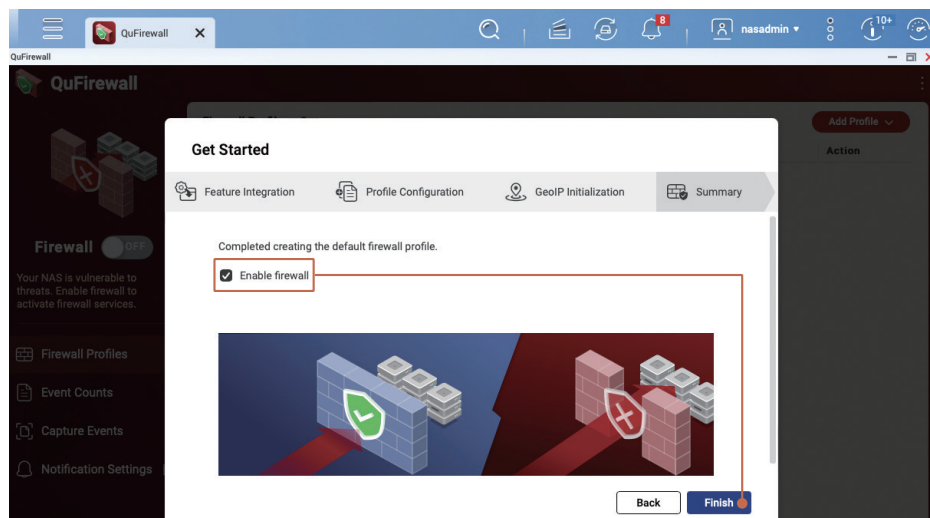 QuFirewall
8
nasadmin
10+
QuFirewall
QuFirewall
Add Profile
Action
Get Started
Feature Integration
Profile Configuration
GeoIP Initialization
Summary
Firewall OFF
Your NAS is vulnerable to
threats. Enable firewall to
activate firewall services.
Completed creating the default firewall profile.
Enable firewall
Firewall Profiles
Event Counts
Capture Events
Notification Settings
Back
Finish